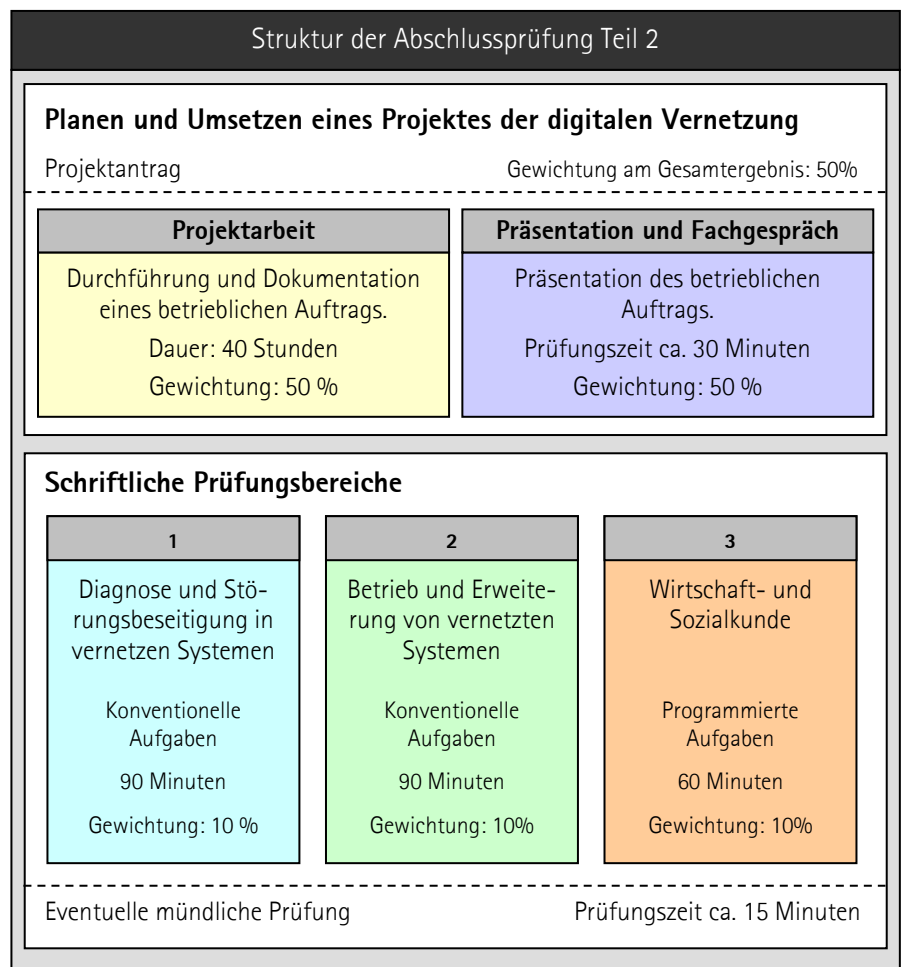 Struktur der Abschlussprüfung Teil 2
Planen und Umsetzen eines Projektes der digitalen Vernetzung
Projektantrag
Gewichtung am Gesamtergebnis: 50%
Projektarbeit
Durchführung und Dokumentation
eines betrieblichen Auftrags.
Dauer: 40 Stunden
Gewichtung: 50 %
Präsentation und Fachgespräch
Präsentation des betrieblichen
Auftrags.
Prüfungszeit ca. 30 Minuten
Gewichtung: 50 %
Schriftliche Prüfungsbereiche
1
Diagnose und Stö-
rungsbeseitigung in
vernetzen Systemen
Konventionelle
Aufgaben
90 Minuten
Gewichtung: 10 %
2
Betrieb und Erweite-
rung von vernetzten
Systemen
Konventionelle
Aufgaben
90 Minuten
Gewichtung: 10%
3
Wirtschaft- und
Sozialkunde
Programmierte
Aufgaben
60 Minuten
Gewichtung: 10%
Eventuelle mündliche Prüfung
Prüfungszeit ca. 15 Minuten